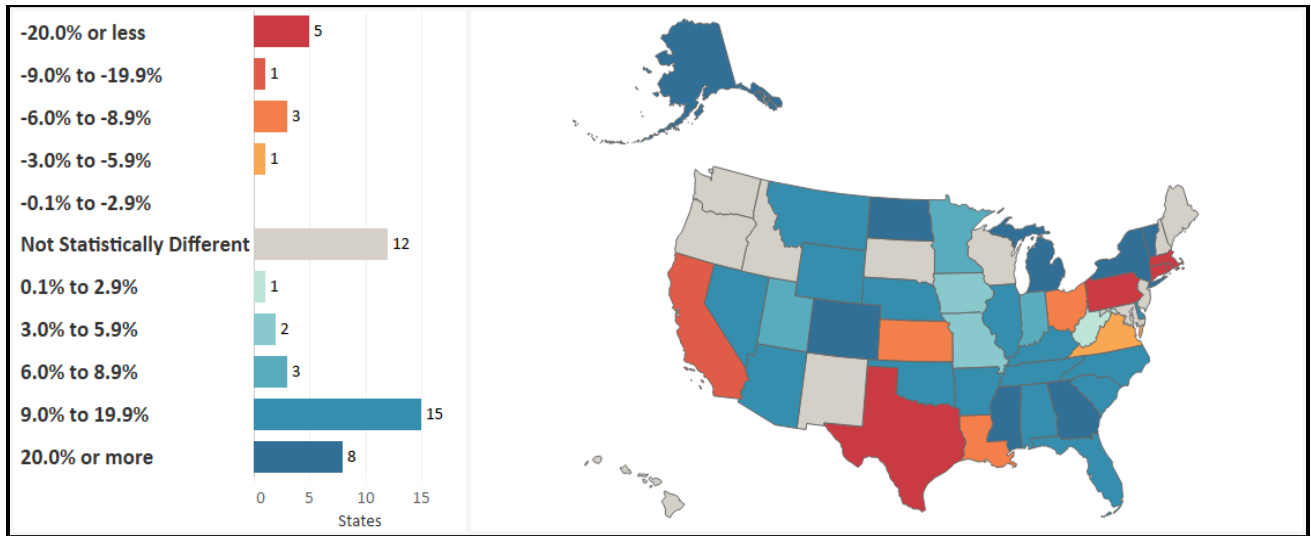 -20.0% or less 5
-9.0% to -19.9% 1
-6.0% to -8.9% 3
-3.0% to -5.9% 1
-0.1% to -2.9%
Not Statistically Different 12
0.1% to 2.9% 1
3.0% to 5.9% 2
6.0% to 8.9% 3
9.0% to 19.9% 15
20.0% or more 8
0 5 10 15
States